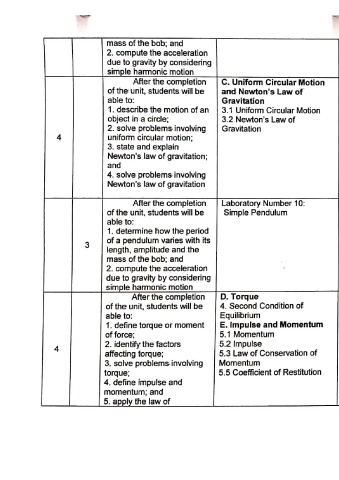 mass of the bob; and
2. compute the acceleration
due to gravity by considering
simple harmonic motion
4
After the completion
of the unit, students will be
able to:
1. describe the motion of an
object in a circle;
2. solve problems involving
uniform circular motion;
3. state and explain
Newton's law of gravitation;
and
4. solve problems involving
Newton's law of gravitation
C. Uniform Circular Motion
and Newton's Law of
Gravitation
3.1 Uniform Circular Motion
3.2 Newton's Law of
Gravitation
3
After the completion
of the unit, students will be
able to:
1. determine how the period
of a pendulum varies with its
length, amplitude and the
mass of the bob; and
2. compute the acceleration
due to gravity by considering
simple harmonic motion
Laboratory Number 10:
Simple Pendulum
4
After the completion
of the unit, students will be
able to:
1. define torque or moment
of force;
2. identify the factors
affecting torque;
3. solve problems involving
torque;
4. define impulse and
momentum; and
5. apply the law of
D. Torque
4. Second Condition of
Equilibrium
E. Impulse and Momentum
5.1 Momentum
5.2 Impulse
5.3 Law of Conservation of
Momentum
5.5 Coefficient of Restitution